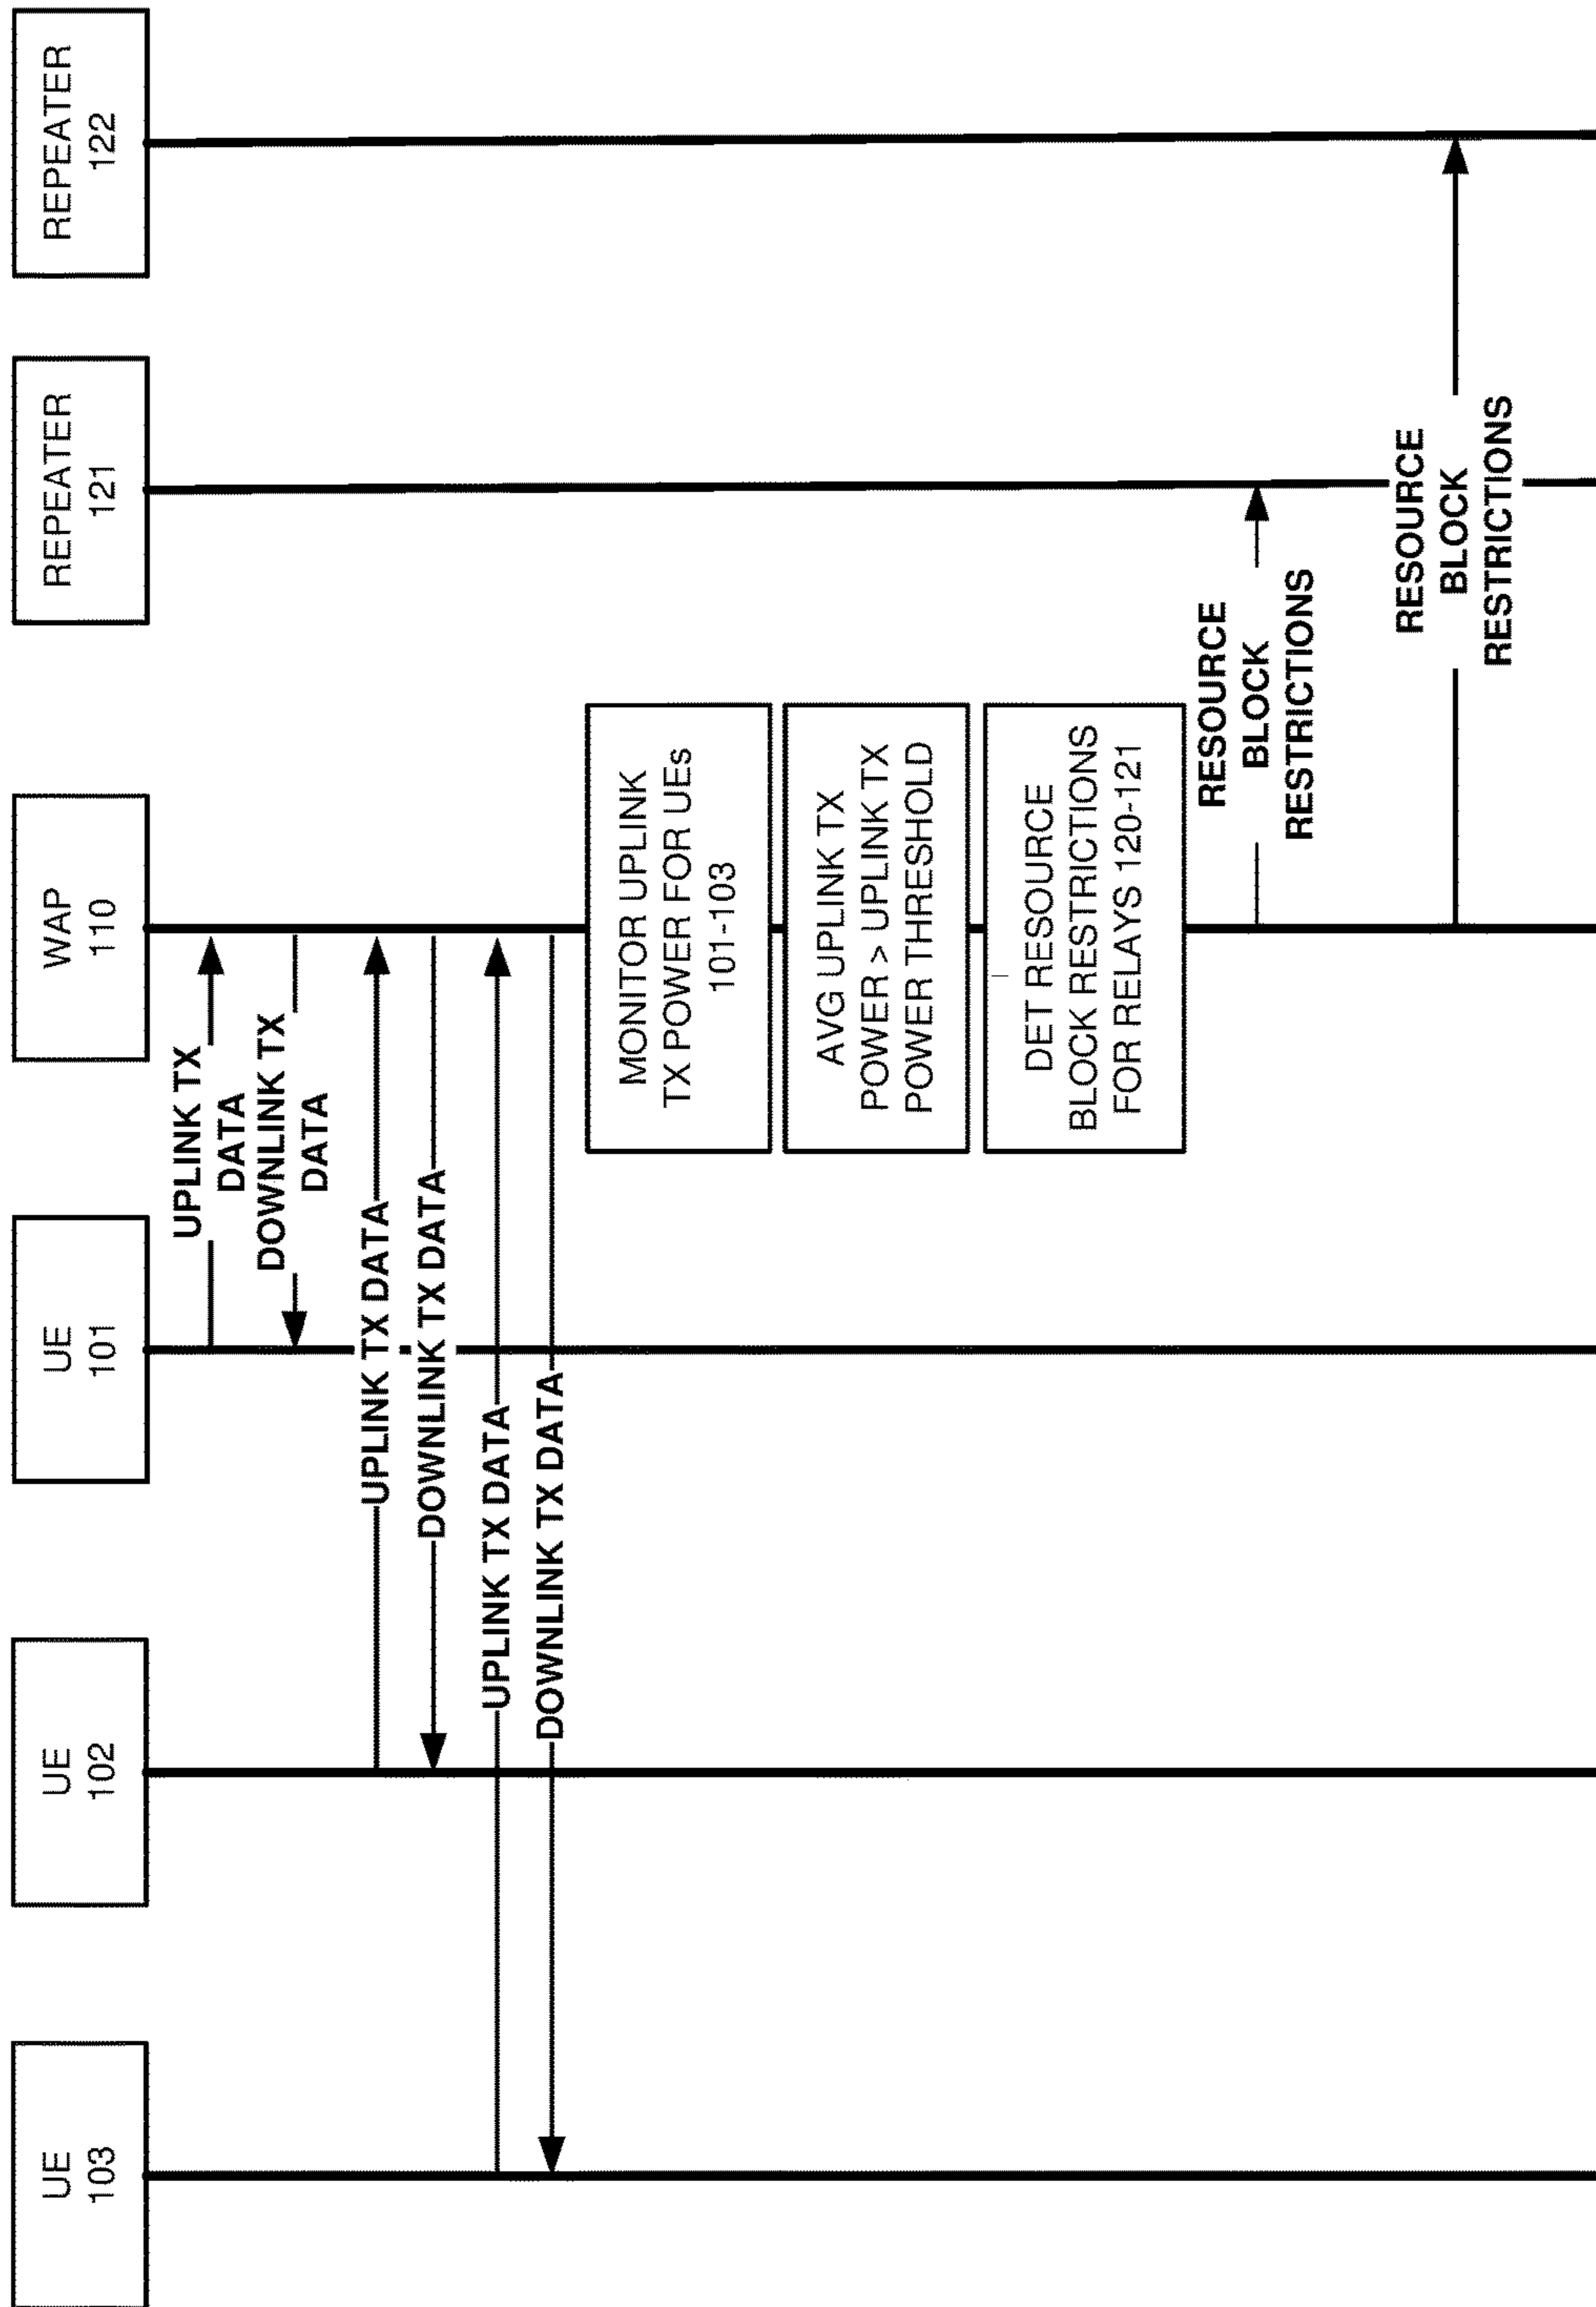 UE
103
UE
102
UE
101
WAP
110
REPEATER
121
REPEATER
122
UPLINK TX
DATA
DOWNLINK TX
DATA
UPLINK TX DATA
DOWNLINK TX DATA
UPLINK TX DATA
DOWNLINK TX DATA
MONITOR UPLINK
TX POWER FOR UEs
101-103
AVG UPLINK TX
POWER > UPLINK TX
POWER THRESHOLD
DET RESOURCE
BLOCK RESTRICTIONS
FOR RELAYS 120-121
RESOURCE
BLOCK
RESTRICTIONS
RESOURCE
BLOCK
RESTRICTIONS